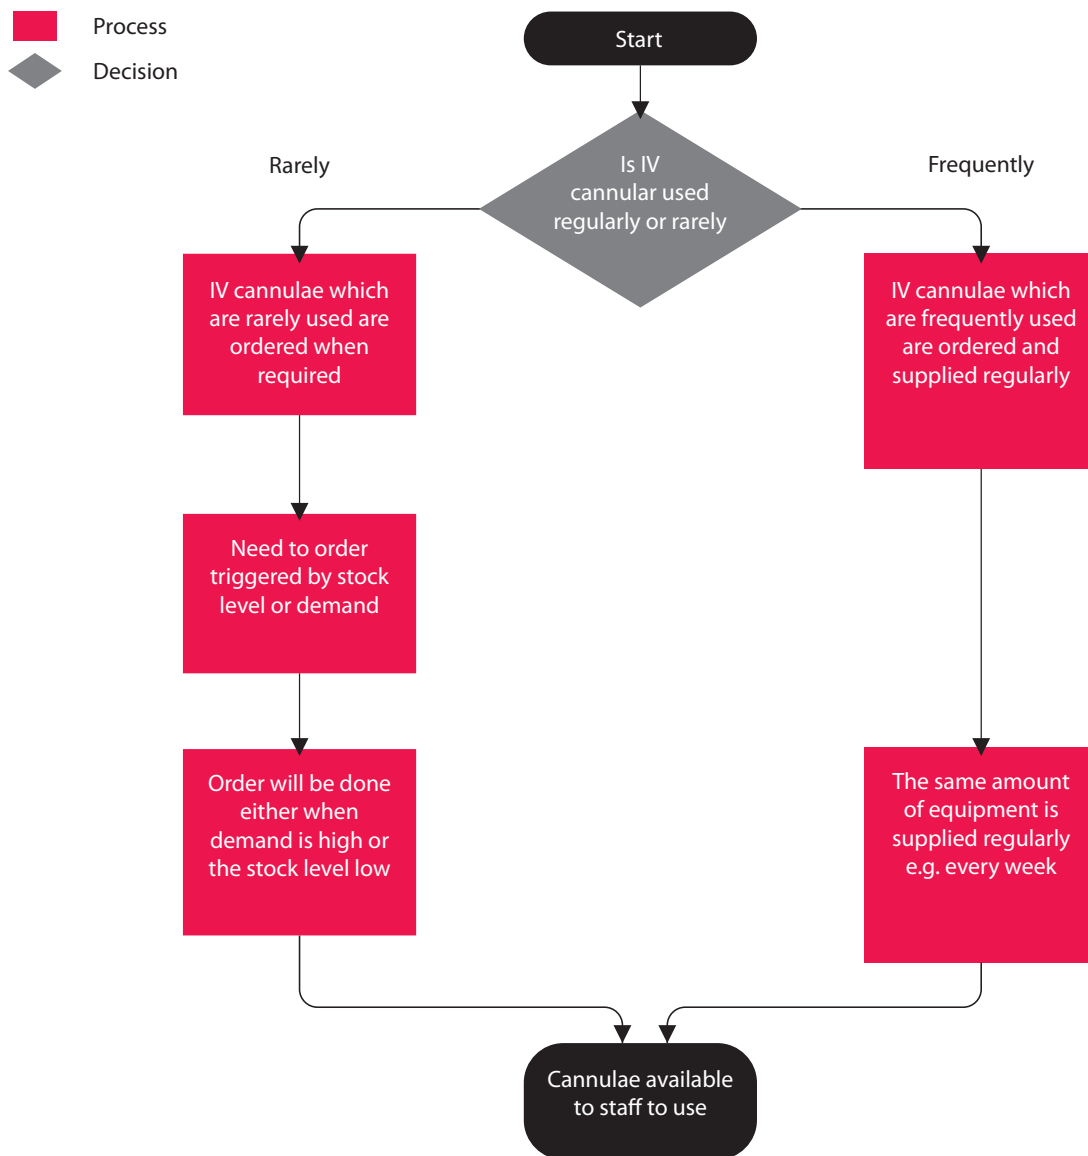 Process
Decision
Start
Is IV
cannular used
regularly or rarely
Rarely
Frequently
IV cannulae which
are rarely used are
ordered when
required
IV cannulae which
are frequently used
are ordered and
supplied regularly
Need to order
triggered by stock
level or demand
Order will be done
either when
demand is high or
the stock level low
The same amount
of equipment is
supplied regularly
e.g. every week
Cannulae available
to staff to use